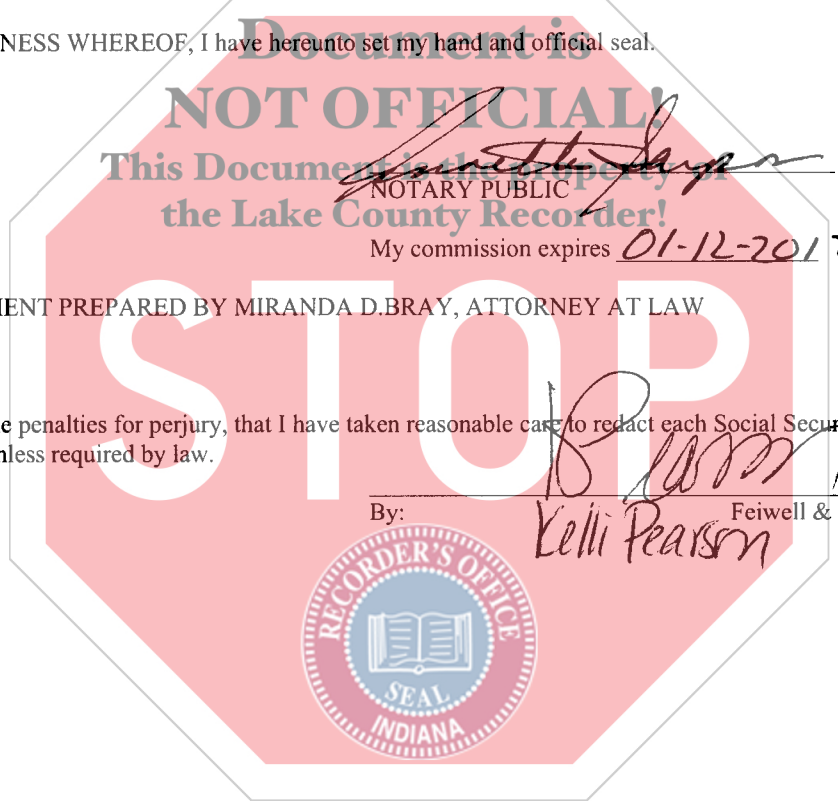 Document is
NESS WHEREOF, I have hereunto set my hand and official seal.
NOT OFFICIAL!
This Document is the property of
NOTARY PUBLIC
the Lake County Recorder!
My commission expires 01-12-2017
IENT PREPARED BY MIRANDA D.BRAY, ATTORNEY AT LAW
STOP
e penalties for perjury, that I have taken reasonable care to redact each Social Secur
nless required by law.
By: Feiwell &
Kelli Pearson
RECORDER'S OFFICE
SEAL
INDIANA